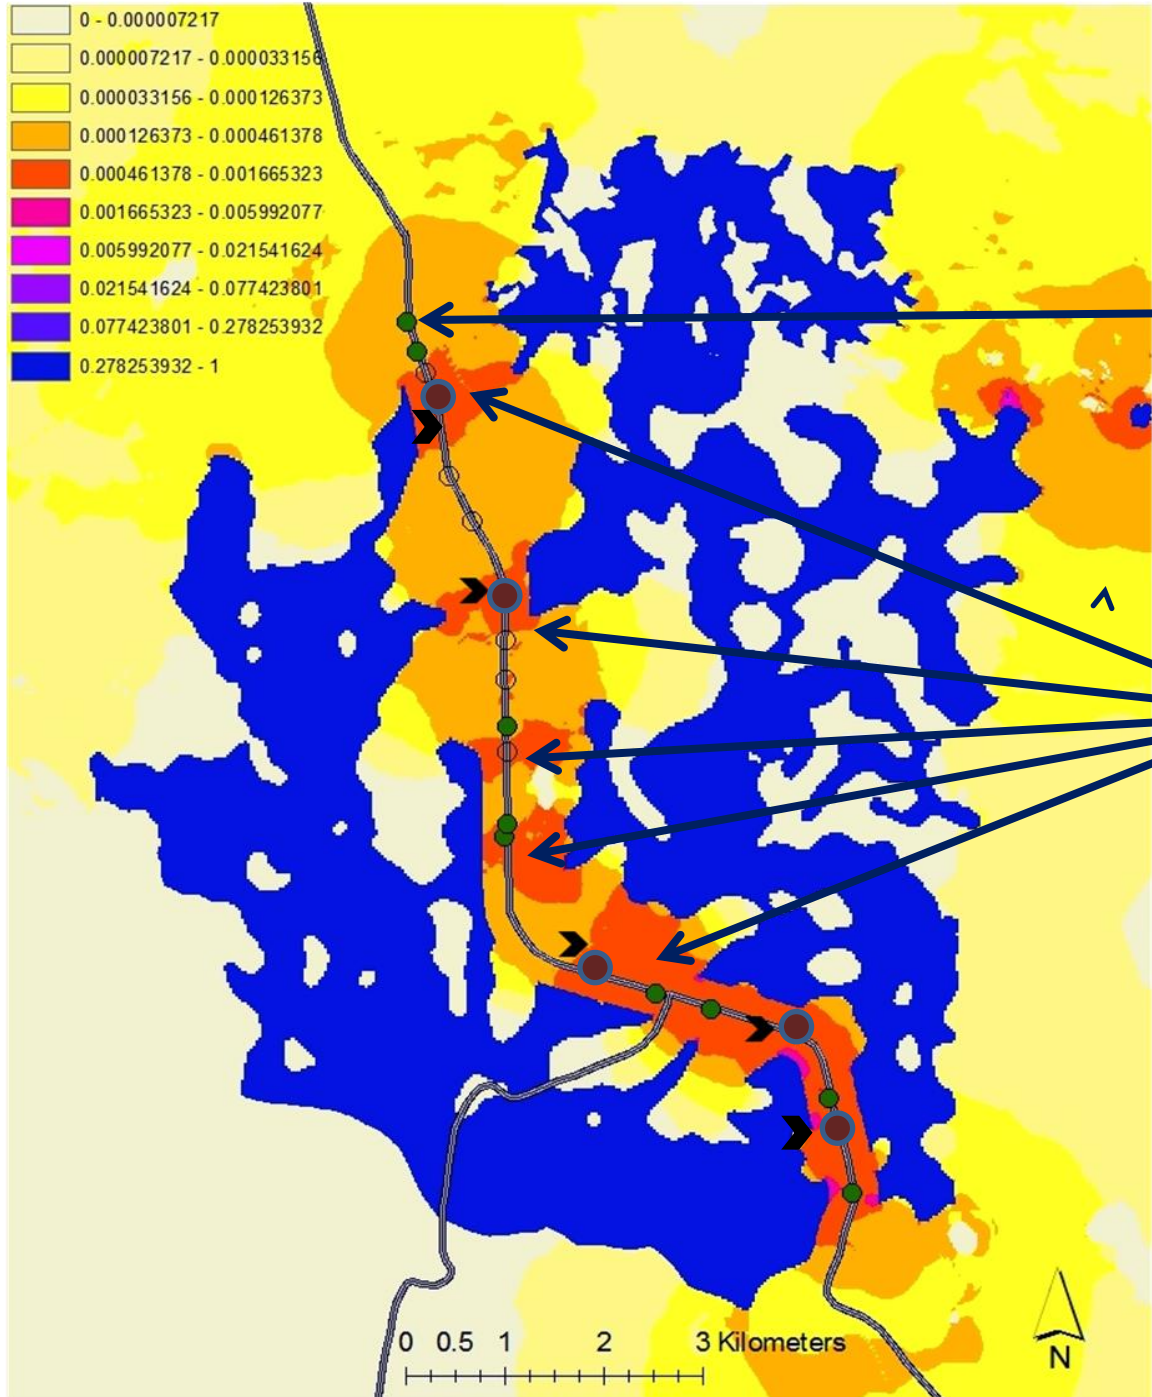 0 - 0.000007217
0.000007217 - 0.000033156
0.000033156 - 0.000126373
0.000126373 - 0.000461378
0.000461378 - 0.001665323
0.001665323 - 0.005992077
0.005992077 - 0.021541624
0.021541624 - 0.077423801
0.077423801 - 0.278253932
0.278253932 - 1
0 0.5 1 2 3 Kilometers
N